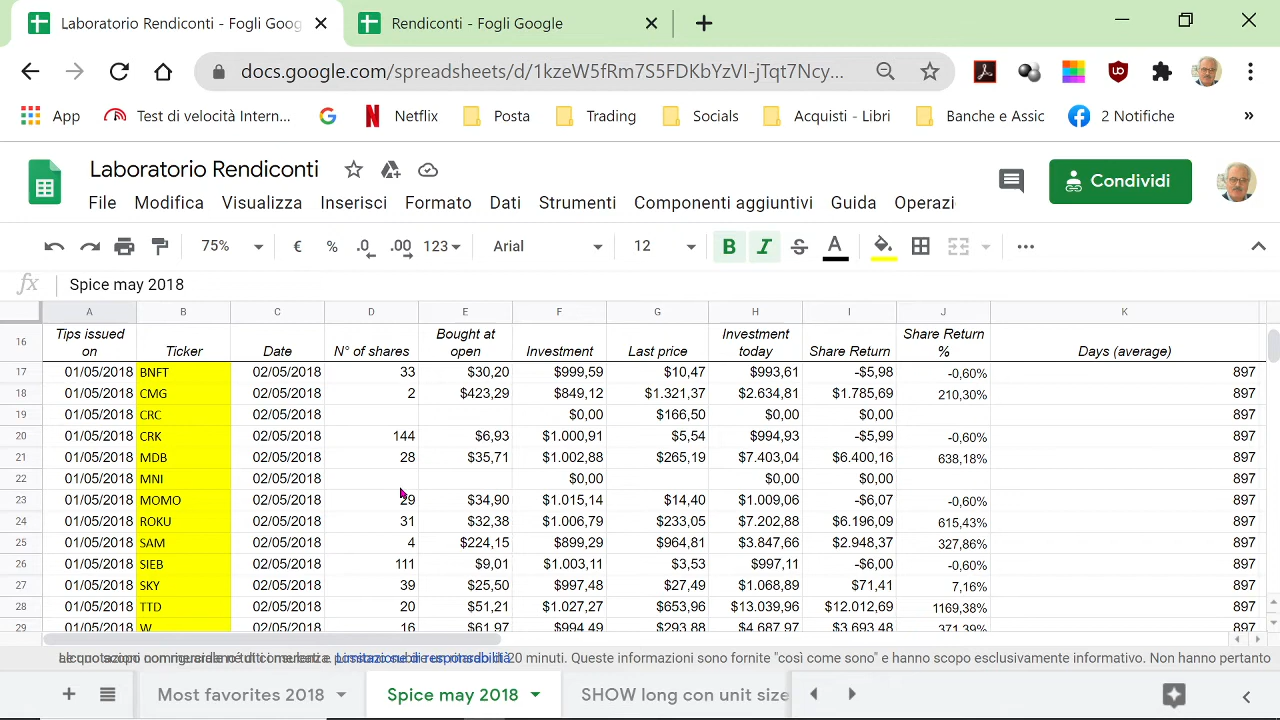 Laboratorio Rendiconti - Fogli Goog
Rendiconti - Fogli Google
docs.google.com/spreadsheets/d/1kzeW5fRm7S5FDKbYzVI-jTqt7Ncy...
App Test di velocità Intern... Netflix Posta Trading Socials Acquisti - Libri Banche e Assic 2 Notifiche »
Laboratorio Rendiconti
Condividi
File Modifica Visualizza Inserisci Formato Dati Strumenti Componenti aggiuntivi Guida Operazi
75% € % .0 .00 123 Arial 12 B I S A
fx Spice may 2018
A B C D E F G H I J K
16 Tips issued on Ticker Date N° of shares Bought at open Investment Last price Investment today Share Return Share Return % Days (average)
17 01/05/2018 BNFT 02/05/2018 33 $30,20 $999,59 $10,47 $993,61 -$5,98 -0,60% 897
18 01/05/2018 CMG 02/05/2018 2 $423,29 $849,12 $1.321,37 $2.634,81 $1.785,69 210,30% 897
19 01/05/2018 CRC 02/05/2018 $0,00 $166,50 $0,00 $0,00 897
20 01/05/2018 CRK 02/05/2018 144 $6,93 $1.000,91 $5,54 $994,93 -$5,99 -0,60% 897
21 01/05/2018 MDB 02/05/2018 28 $35,71 $1.002,88 $265,19 $7.403,04 $6.400,16 638,18% 897
22 01/05/2018 MNI 02/05/2018 $0,00 $0,00 $0,00 897
23 01/05/2018 MOMO 02/05/2018 29 $34,90 $1.015,14 $14,40 $1.009,06 -$6,07 -0,60% 897
24 01/05/2018 ROKU 02/05/2018 31 $32,38 $1.006,79 $233,05 $7.202,88 $6.196,09 615,43% 897
25 01/05/2018 SAM 02/05/2018 4 $224,15 $899,29 $964,81 $3.847,66 $2.948,37 327,86% 897
26 01/05/2018 SIEB 02/05/2018 111 $9,01 $1.003,11 $3,53 $997,11 -$6,00 -0,60% 897
27 01/05/2018 SKY 02/05/2018 39 $25,50 $997,48 $27,49 $1.068,89 $71,41 7,16% 897
28 01/05/2018 TTD 02/05/2018 20 $51,21 $1.027,27 $653,96 $13.039,96 $12.012,69 1169,38% 897
29 01/05/2018 W 02/05/2018 16 $61,97 $994,49 $293,88 $4.687,97 $3.693,48 371,39% 897
20 minuti. Queste informazioni sono fornite "così come sono" e hanno scopo esclusivamente informativo. Non hanno pertanto
Most favorites 2018 Spice may 2018 SHOW long con unit size